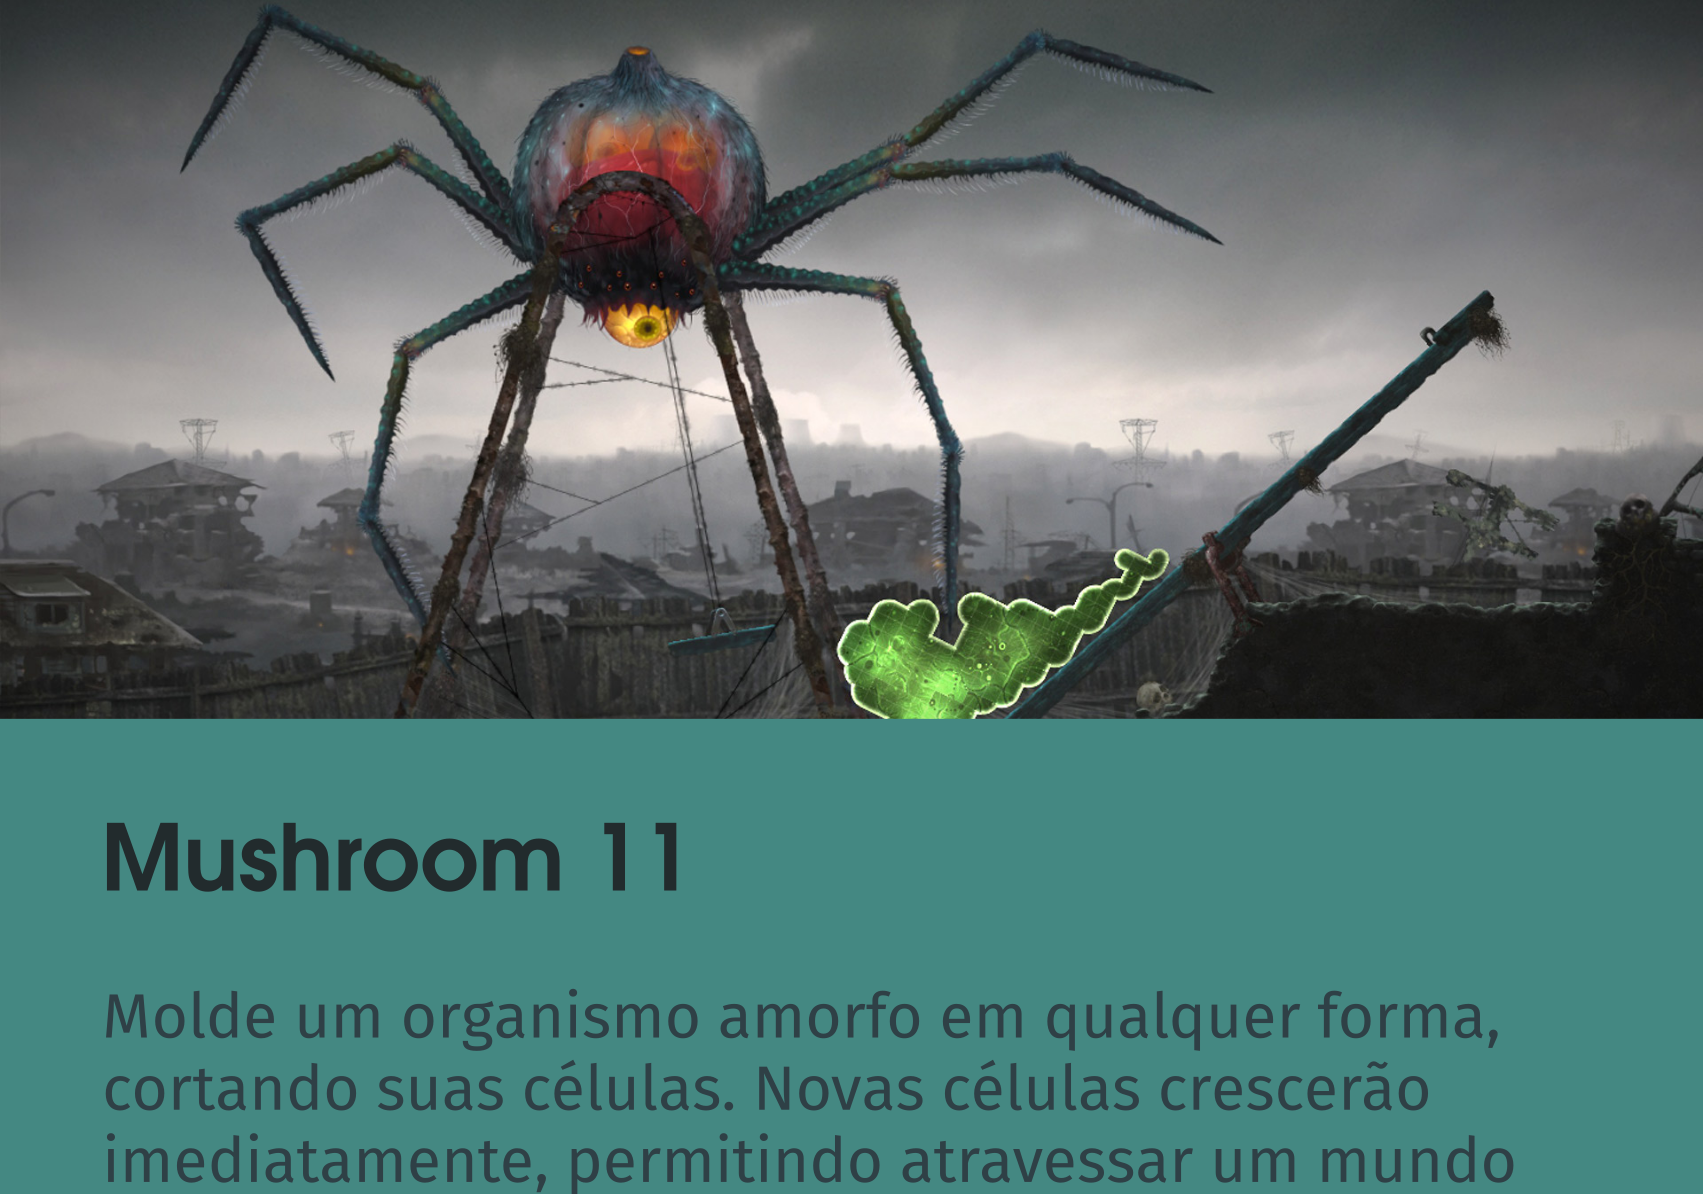 Mushroom 11
Molde um organismo amorfo em qualquer forma,
cortando suas células. Novas células crescerão
imediatamente, permitindo atravessar um mundo